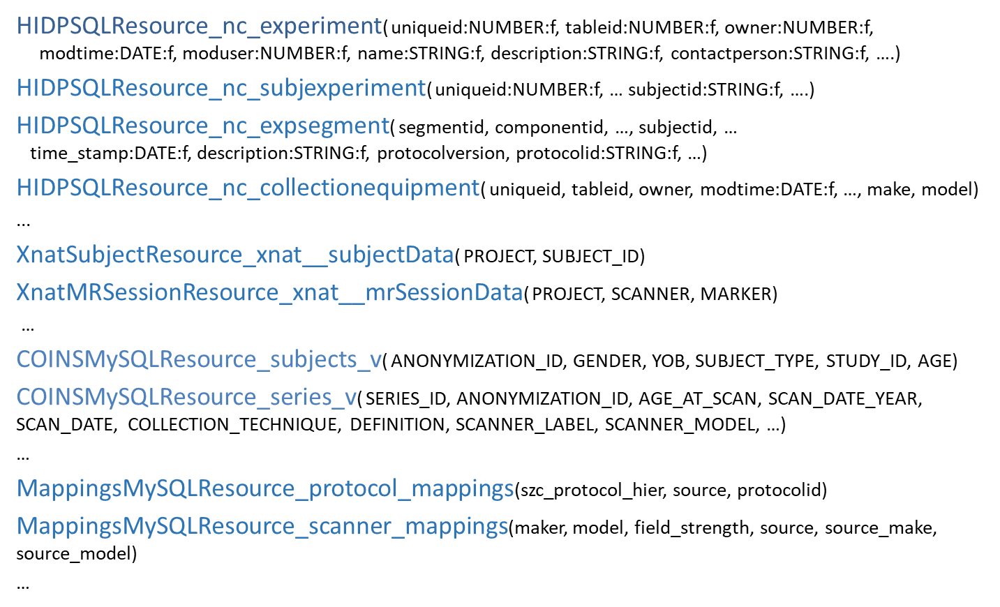 HIDPSQLResource_nc_experiment( uniqueid:NUMBER:f, tableid:NUMBER:f, owner:NUMBER:f,
modtime:DATE:f, moduser:NUMBER:f, name:STRING:f, description:STRING:f, contactperson:STRING:f, ….)
HIDPSQLResource_nc_subjexperiment( uniqueid:NUMBER:f, … subjectid:STRING:f, ….)
HIDPSQLResource_nc_expsegment( segmentid, componentid, …, subjectid, …
time_stamp:DATE:f, description:STRING:f, protocolversion, protocolid:STRING:f, …)
HIDPSQLResource_nc_collectionequipment( uniqueid, tableid, owner, modtime:DATE:f, …, make, model)
…
XnatSubjectResource_xnat__subjectData( PROJECT, SUBJECT_ID)
XnatMRSessionResource_xnat__mrSessionData( PROJECT, SCANNER, MARKER)
…
COINSMySQLResource_subjects_v( ANONYMIZATION_ID, GENDER, YOB, SUBJECT_TYPE, STUDY_ID, AGE)
COINSMySQLResource_series_v( SERIES_ID, ANONYMIZATION_ID, AGE_AT_SCAN, SCAN_DATE_YEAR,
SCAN_DATE, COLLECTION_TECHNIQUE, DEFINITION, SCANNER_LABEL, SCANNER_MODEL, …)
…
MappingsMySQLResource_protocol_mappings(szc_protocol_hier, source, protocolid)
MappingsMySQLResource_scanner_mappings(maker, model, field_strength, source, source_make,
source_model)
…